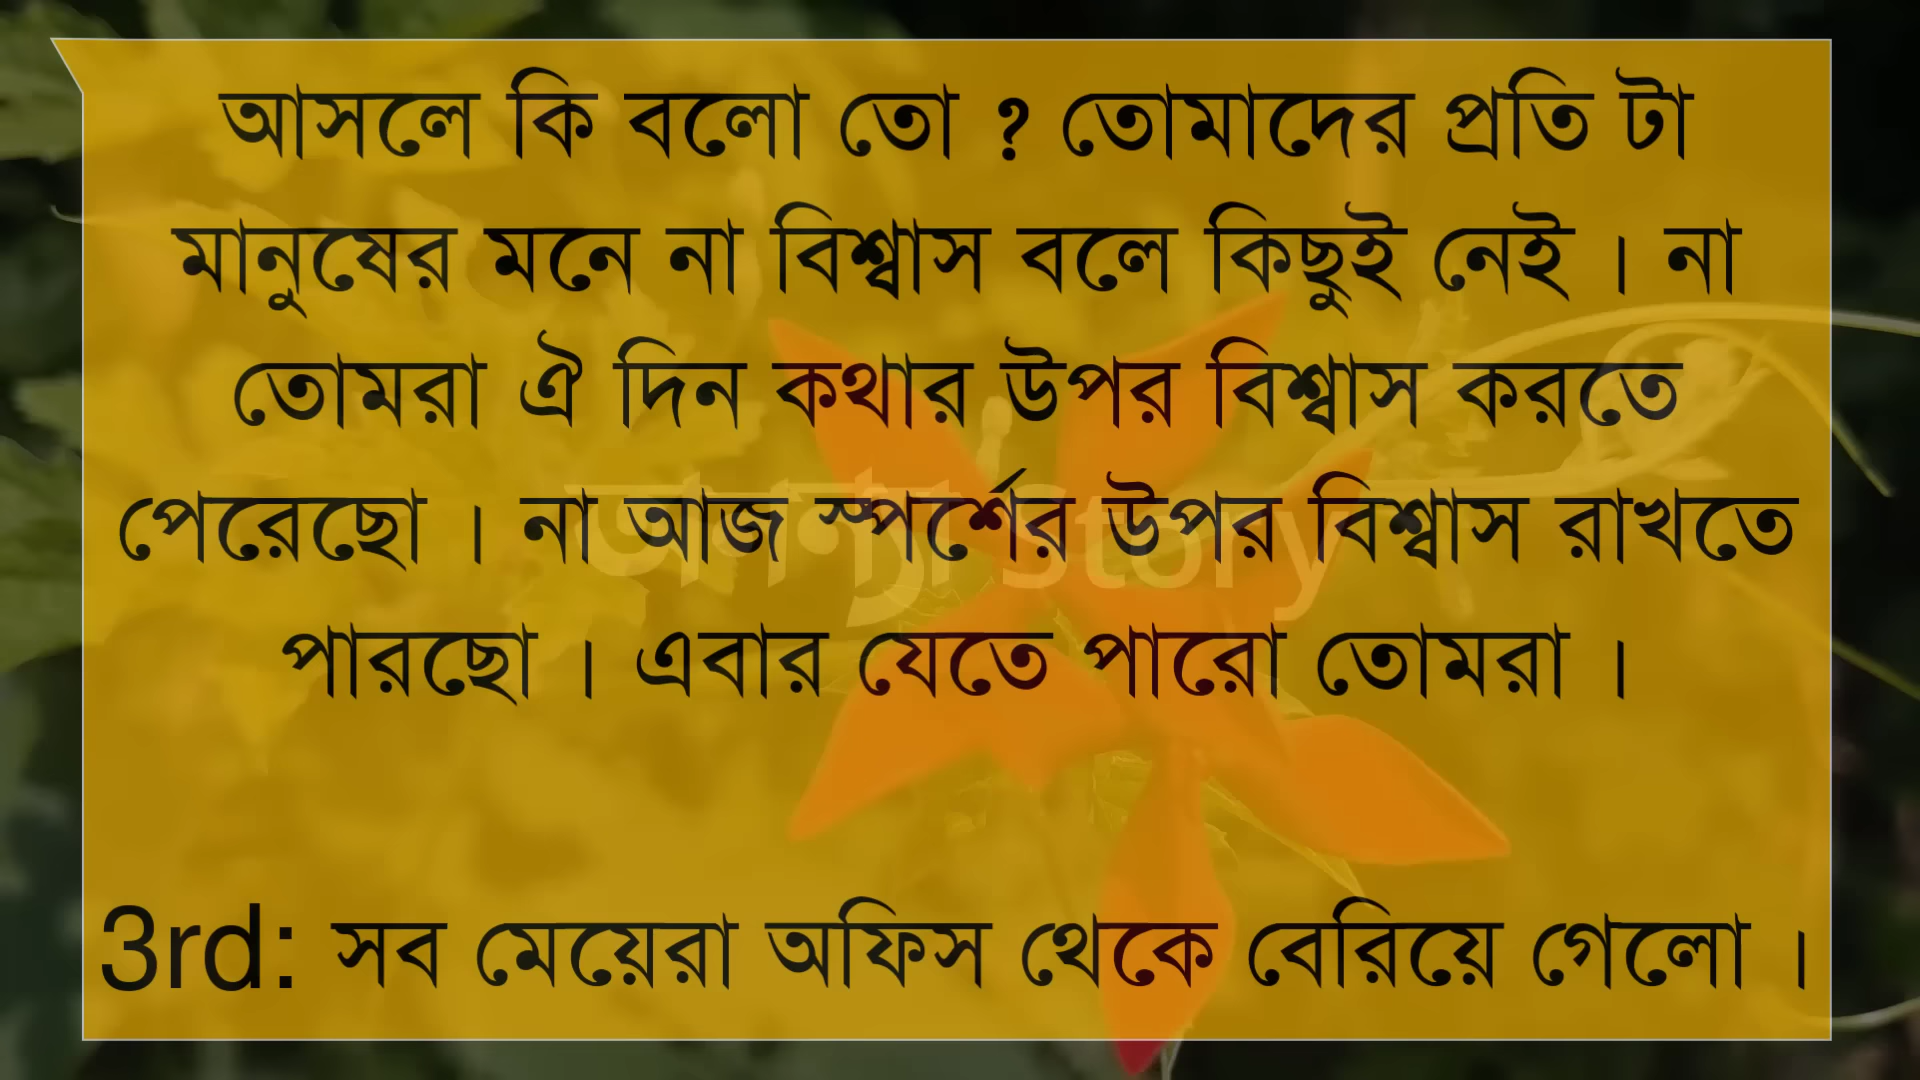 আসলে কি বলো তো ? তোমাদের প্রতি টা
মানুষের মনে না বিশ্বাস বলে কিছুই নেই । না
তোমরা ঐ দিন কথার উপর বিশ্বাস করতে
পেরেছো । না আজ স্পর্শের উপর বিশ্বাস রাখতে
পারছো । এবার যেতে পারো তোমরা ।
3rd: সব মেয়েরা অফিস থেকে বেরিয়ে গেলো ।
story